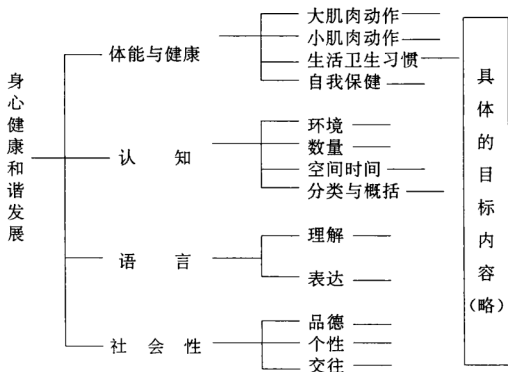 身心健康和谐发展
体能与健康
大肌肉动作
小肌肉动作
生活卫生习惯
自我保健
认知
环境
数量
空间时间
分类与概括
语言
理解
表达
社会性
品德
个性
交往
具体的目标内容(略)